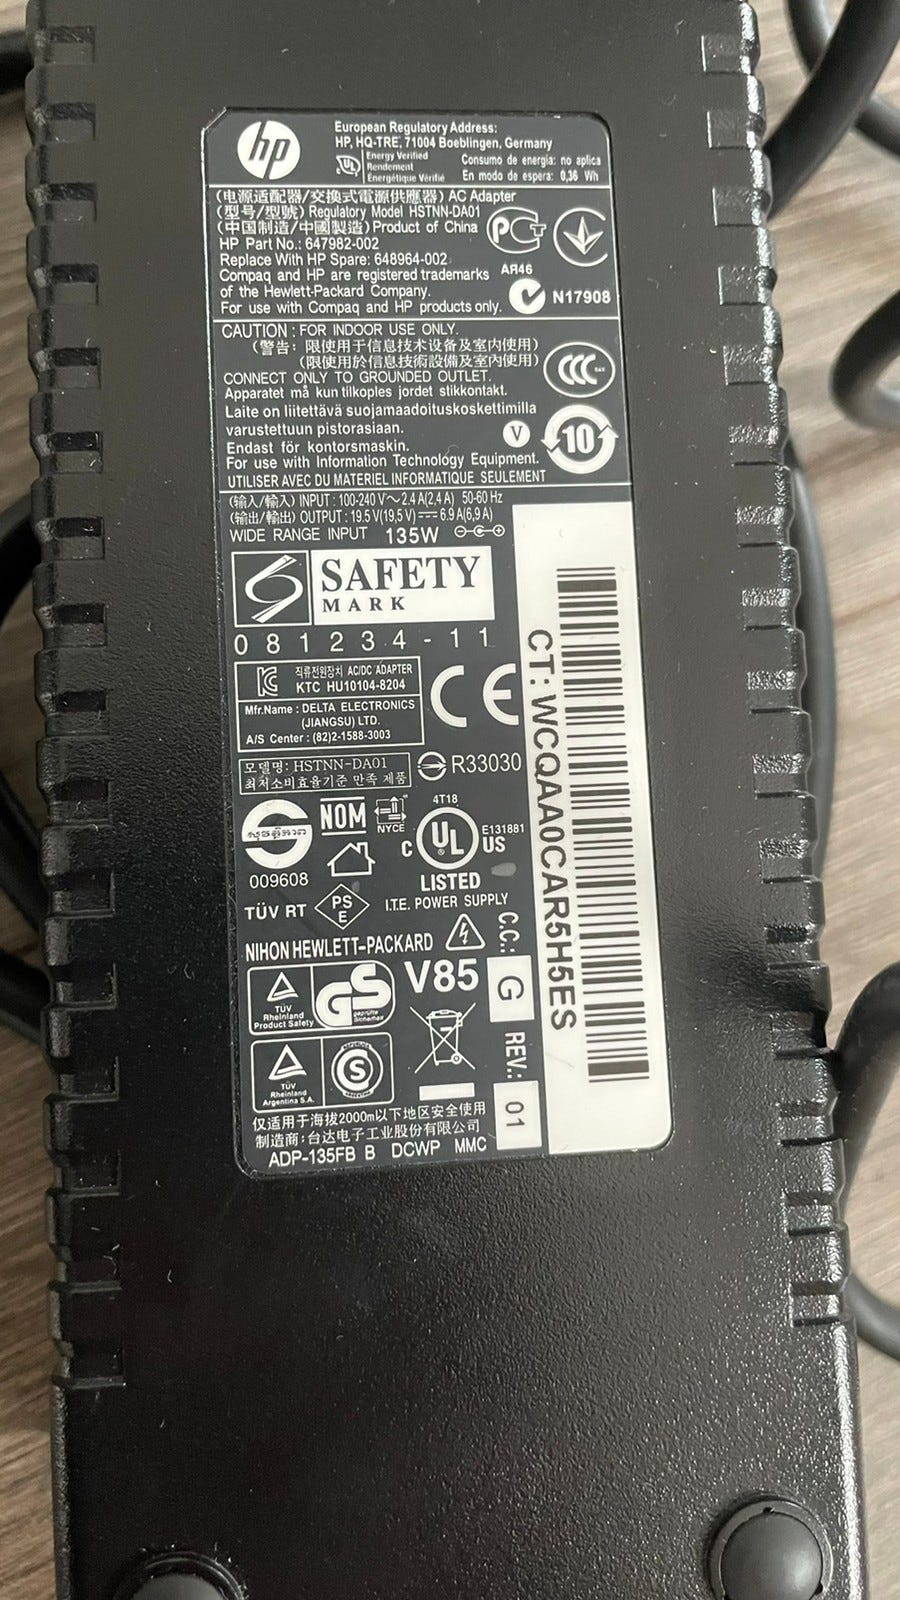 hp
European Regulatory Address:
HP, HQ-TRE, 71004 Boeblingen, Germany
UL Energy Verified
Rendement
Énergétique Vérifié
Consumo de energía: no aplica
En modo de espera: 0,36 Wh
(电源适配器/交換式電源供應器) AC Adapter
(型号/型號) Regulatory Model HSTNN-DA01
(中国制造/中國製造) Product of China
HP Part No.: 647982-002
Replace With HP Spare: 648964-002
Compaq and HP are registered trademarks
of the Hewlett-Packard Company.
For use with Compaq and HP products only.
АЯ46
N17908
CAUTION : FOR INDOOR USE ONLY.
(警告: 限使用于信息技术设备及室内使用)
(限使用於信息技術設備及室內使用)
CONNECT ONLY TO GROUNDED OUTLET.
Apparatet må kun tilkoples jordet stikkontakt.
Laite on liitettävä suojamaadoituskoskettimilla
varustettuun pistorasiaan.
Endast för kontorsmaskin.
For use with Information Technology Equipment.
UTILISER AVEC DU MATERIEL INFORMATIQUE SEULEMENT
V
10
(输入/輸入) INPUT : 100-240 V~ 2.4 A(2,4 A) 50-60 Hz
(输出/輸出) OUTPUT : 19.5 V(19,5 V)⎓ 6.9 A(6,9 A)
WIDE RANGE INPUT 135W
SAFETY
MARK
081234-11
직류전원장치 AC/DC ADAPTER
KTC HU10104-8204
Mfr.Name : DELTA ELECTRONICS
(JIANGSU) LTD.
A/S Center : (82)2-1588-3003
CE
모델명: HSTNN-DA01
최저소비효율기준 만족 제품
R33030
009608
NOM
NYCE
4T18
C UL US
E131881
LISTED
I.T.E. POWER SUPPLY
TÜV RT
PS
E
NIHON HEWLETT-PACKARD
V85
TÜV
Rheinland
Product Safety
GS
geprüfte
Sicherheit
TÜV
Rheinland
Argentina S.A.
S
C.C.: G
REV.: 01
仅适用于海拔2000m以下地区安全使用
制造商: 台达电子工业股份有限公司
ADP-135FB B DCWP MMC
CT: WCQAA0CAR5H5ES